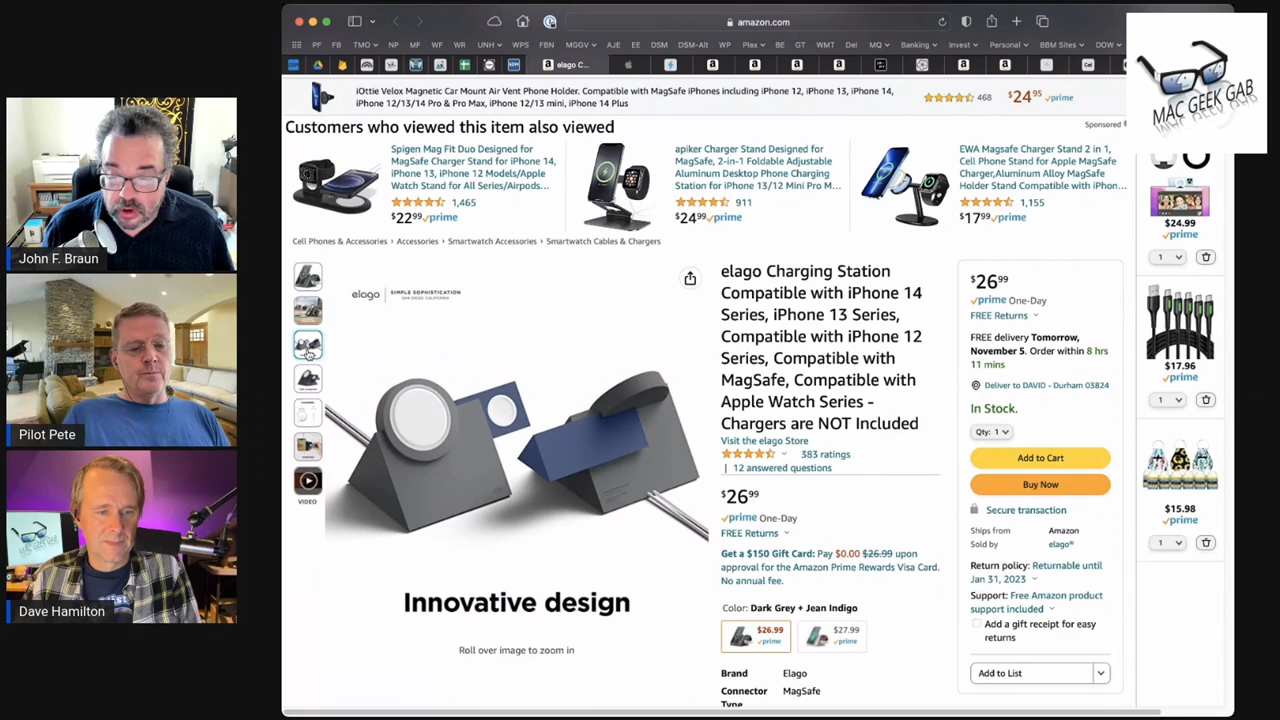 amazon.com
PF FB TMO NP MF WF WR UNH WPS FBN MGGV AJE EE DSM DSM-Alt WP Plex BE GT WMT Del MQ Banking Invest Personal BBM Sites DOW
elago C...
MAC GEEK GAB
iOttie Velox Magnetic Car Mount Air Vent Phone Holder. Compatible with MagSafe iPhones including iPhone 12, iPhone 13, iPhone 14,
iPhone 12/13/14 Pro & Pro Max, iPhone 12/13 mini, iPhone 14 Plus
468 $24.95 prime
Customers who viewed this item also viewed
Sponsored
Spigen Mag Fit Duo Designed for
MagSafe Charger Stand for iPhone 14,
iPhone 13, iPhone 12 Models/Apple
Watch Stand for All Series/Airpods...
1,465
$22.99 prime
apiker Charger Stand Designed for
MagSafe, 2-in-1 Foldable Adjustable
Aluminum Desktop Phone Charging
Station for iPhone 13/12 Mini Pro M...
911
$24.99 prime
EWA Magsafe Charger Stand 2 in 1,
Cell Phone Stand for Apple MagSafe
Charger,Aluminum Alloy MagSafe
Holder Stand Compatible with iPhon...
1,155
$17.99 prime
Cell Phones & Accessories › Accessories › Smartwatch Accessories › Smartwatch Cables & Chargers
elago | SIMPLE SOPHISTICATION
SAN DIEGO, CALIFORNIA
VIDEO
Innovative design
Roll over image to zoom in
elago Charging Station
Compatible with iPhone 14
Series, iPhone 13 Series,
Compatible with iPhone 12
Series, Compatible with
MagSafe, Compatible with
Apple Watch Series -
Chargers are NOT Included
Visit the elago Store
383 ratings
| 12 answered questions
$26.99
prime One-Day
FREE Returns
Get a $150 Gift Card: Pay $0.00 $26.99 upon
approval for the Amazon Prime Rewards Visa Card.
No annual fee.
Color: Dark Grey + Jean Indigo
$26.99
prime
$27.99
prime
Brand Elago
Connector MagSafe
Type
$26.99
prime One-Day
FREE Returns
FREE delivery Tomorrow,
November 5. Order within 8 hrs
11 mins
Deliver to DAVID - Durham 03824
In Stock.
Qty: 1
Add to Cart
Buy Now
Secure transaction
Ships from Amazon
Sold by elago®
Return policy: Returnable until
Jan 31, 2023
Support: Free Amazon product
support included
Add a gift receipt for easy
returns
Add to List
$24.99
prime
1
$17.96
prime
1
$15.98
prime
1
John F. Braun
Pilot Pete
Dave Hamilton